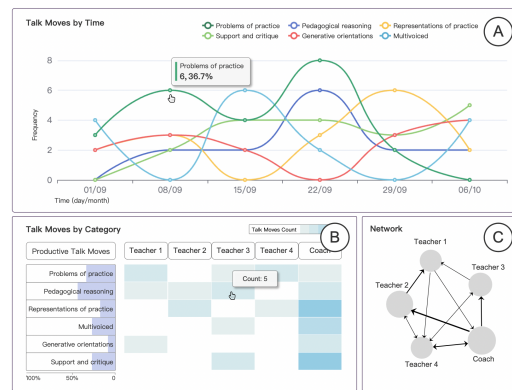 Talk Moves by Time
Problems of practice
Pedagogical reasoning
Representations of practice
Support and critique
Generative orientations
Multivoiced
A
Problems of practice
6,36.7%
8
6
4
2
0
Frequency
01/09
08/09
15/09
22/09
29/09
06/10
Time (day/month)
Talk Moves by Category
Talk Moves Count
B
Productive Talk Moves
Teacher 1
Teacher 2
Teacher 3
Teacher 4
Coach
Problems of practice
Pedagogical reasoning
Representations of practice
Multivoiced
Generative orientations
Support and critique
Count: 5
100%
50%
0
Network
C
Teacher 1
Teacher 3
Teacher 2
Coach
Teacher 4